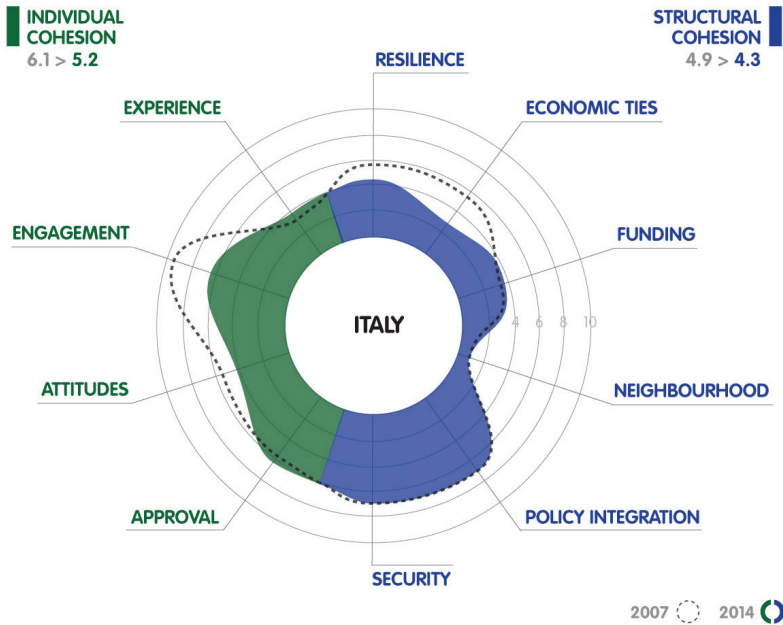 INDIVIDUAL
COHESION
6.1 > 5.2
STRUCTURAL
COHESION
4.9 > 4.3
RESILIENCE
EXPERIENCE
ECONOMIC TIES
ENGAGEMENT
FUNDING
ITALY
4 6 8 10
ATTITUDES
NEIGHBOURHOOD
APPROVAL
POLICY INTEGRATION
SECURITY
2007 2014